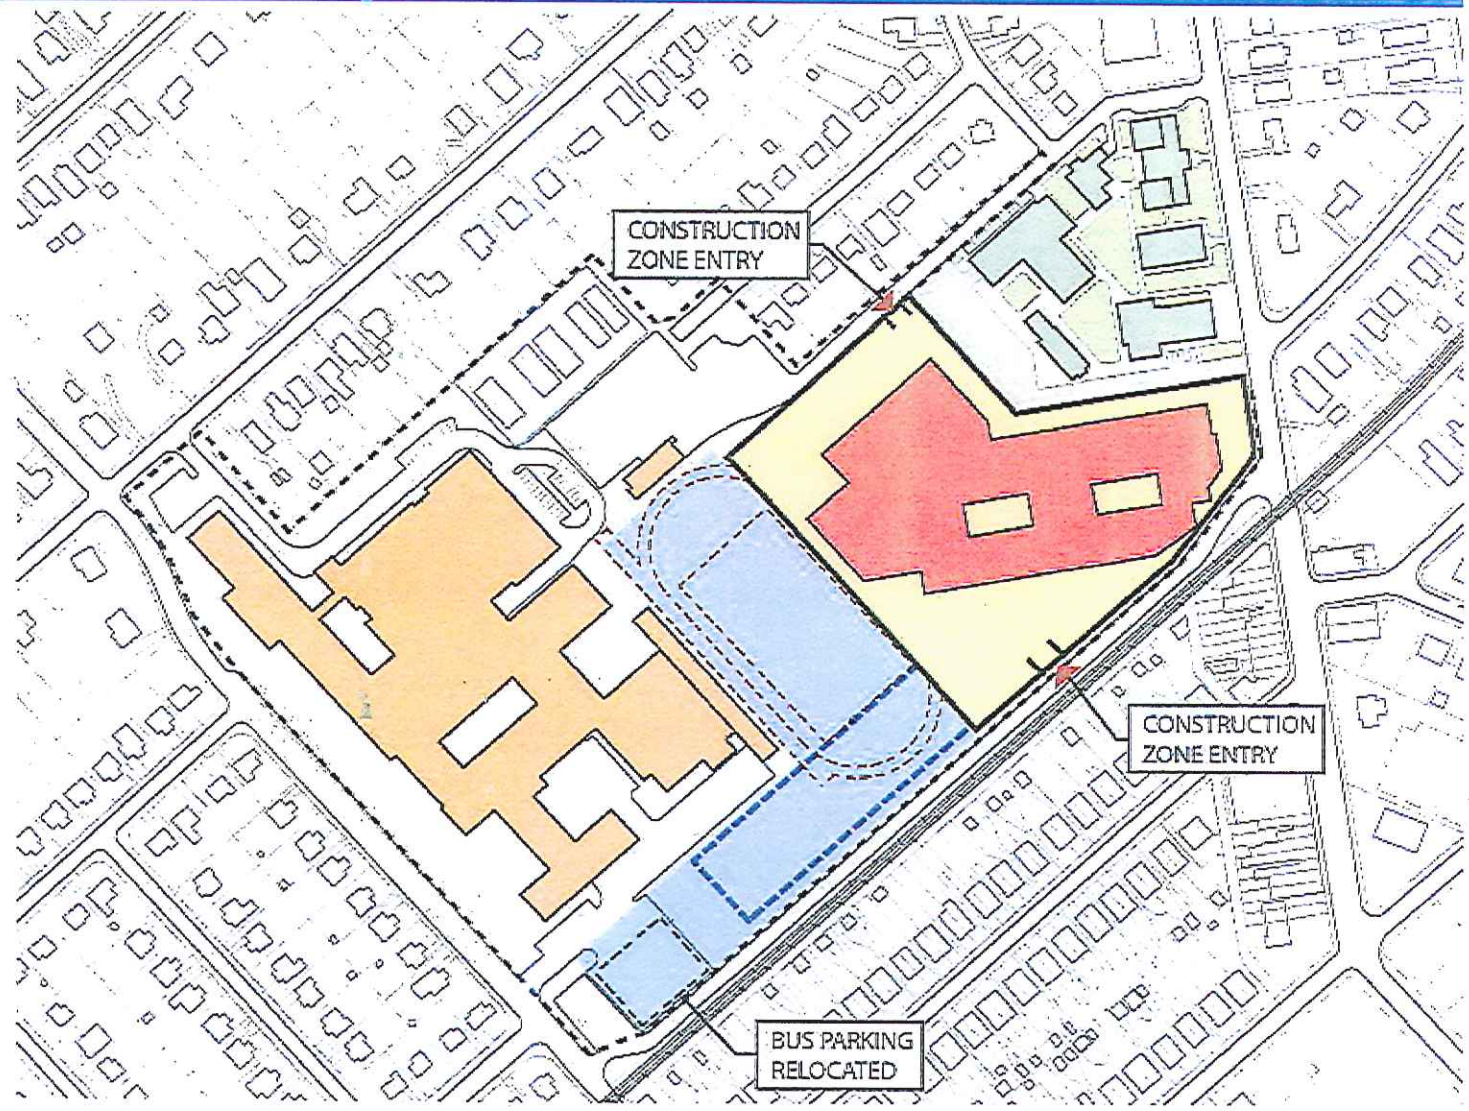 CONSTRUCTION
ZONE ENTRY
CONSTRUCTION
ZONE ENTRY
BUS PARKING
RELOCATED